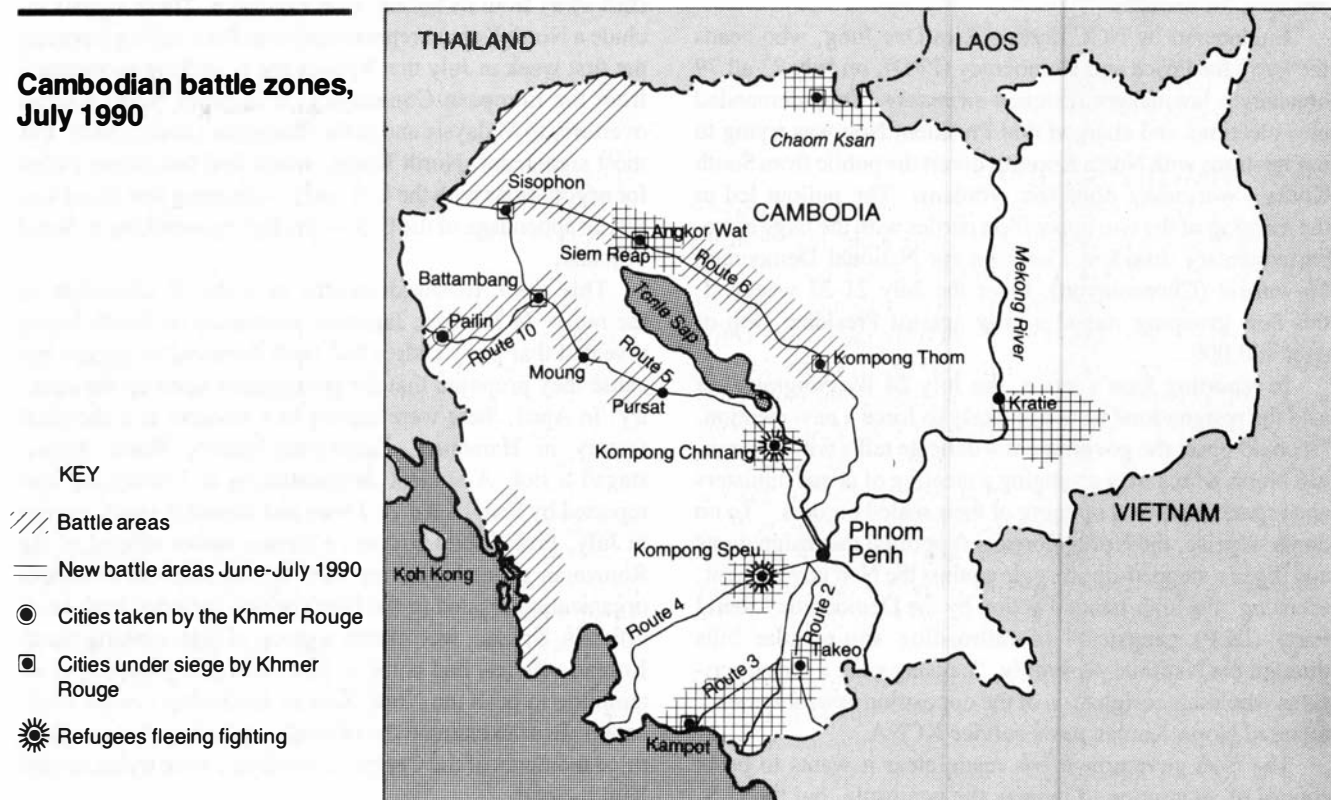 Cambodian battle zones,
July 1990
THAILAND
LAOS
Chaom Ksan
Sisophon
CAMBODIA
Angkor Wat
Siem Reap
Route 6
Mekong River
Battambang
Tonle Sap
Pailin
Route 10
Route 5
Moung
Kompong Thom
Pursat
Kratie
Kompong Chhnang
VIETNAM
Phnom
Penh
Kompong Speu
Koh Kong
Route 4
Route 2
Takeo
Route 3
Kampot
KEY
Battle areas
New battle areas June-July 1990
Cities taken by the Khmer Rouge
Cities under siege by Khmer
Rouge
Refugees fleeing fighting